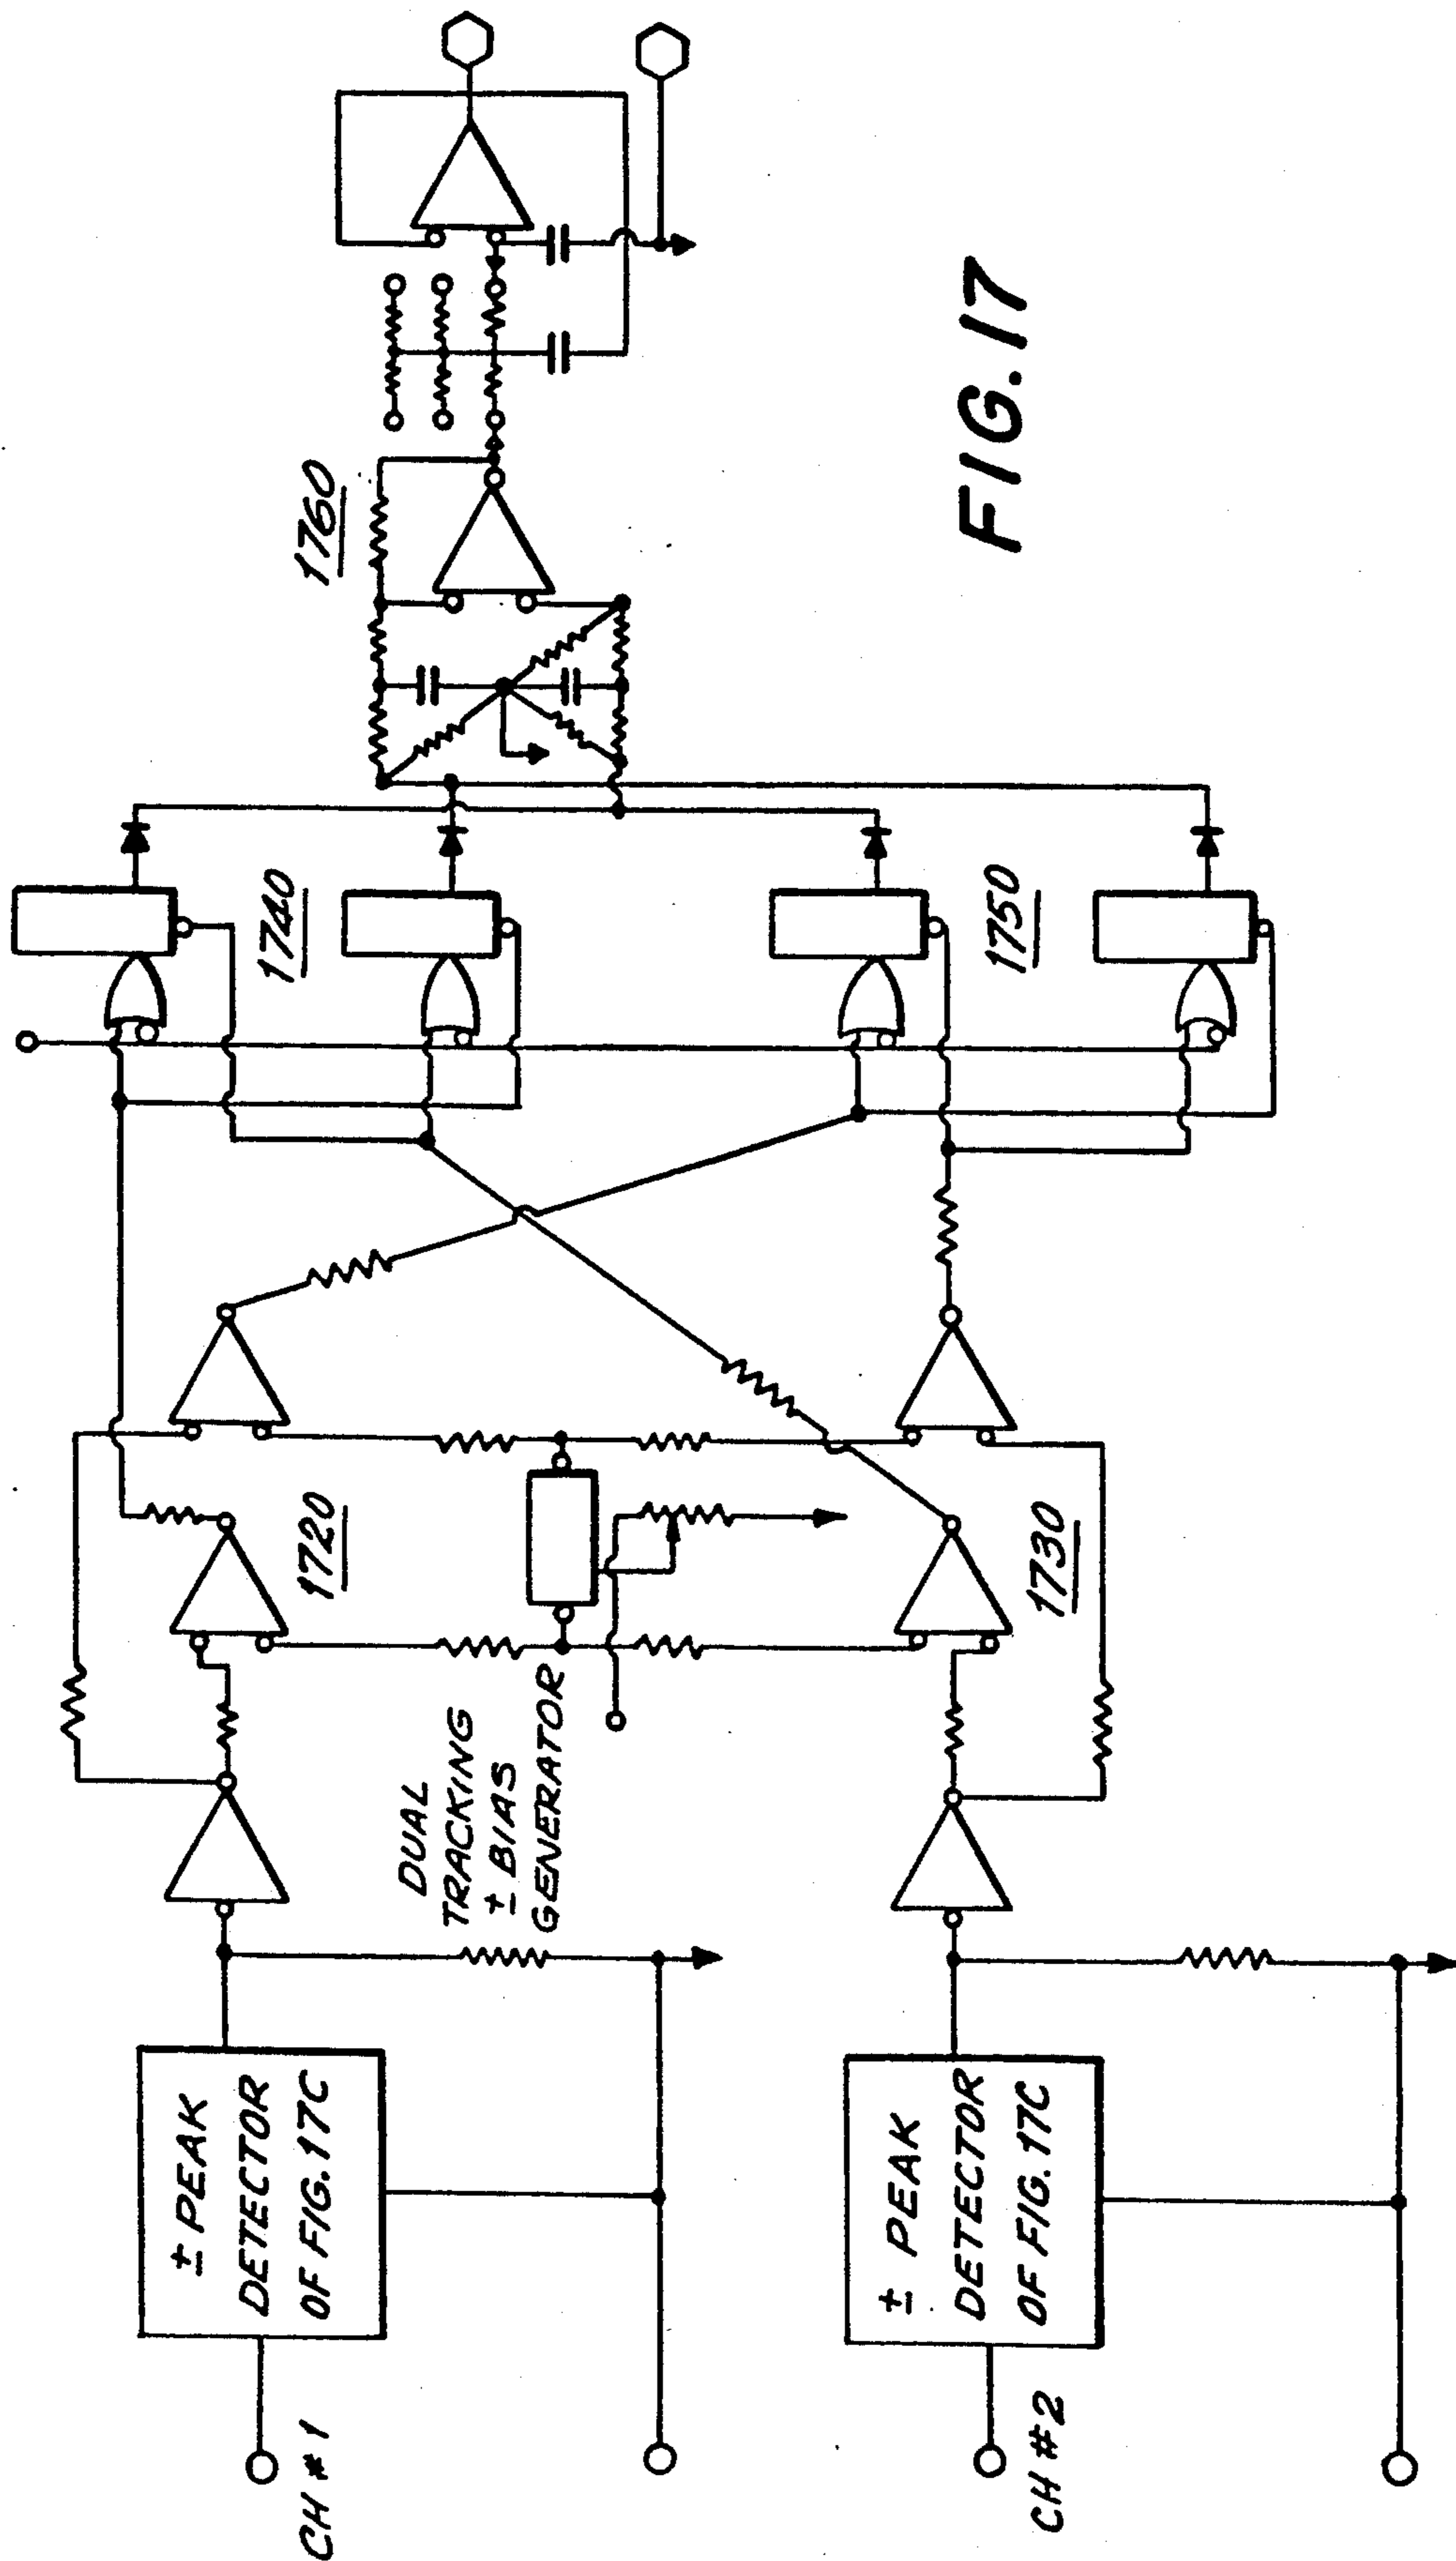 CH #1
± PEAK
DETECTOR
OF FIG. 17C
DUAL
TRACKING
± BIAS
GENERATOR
1720
1740
1760
CH #2
± PEAK
DETECTOR
OF FIG. 17C
1730
1750
FIG. 17